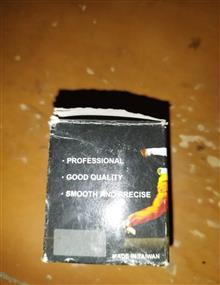 · PROFESSIONAL
· GOOD QUALITY
· SMOOTH AND PRECISE
MADE IN TAIWAN